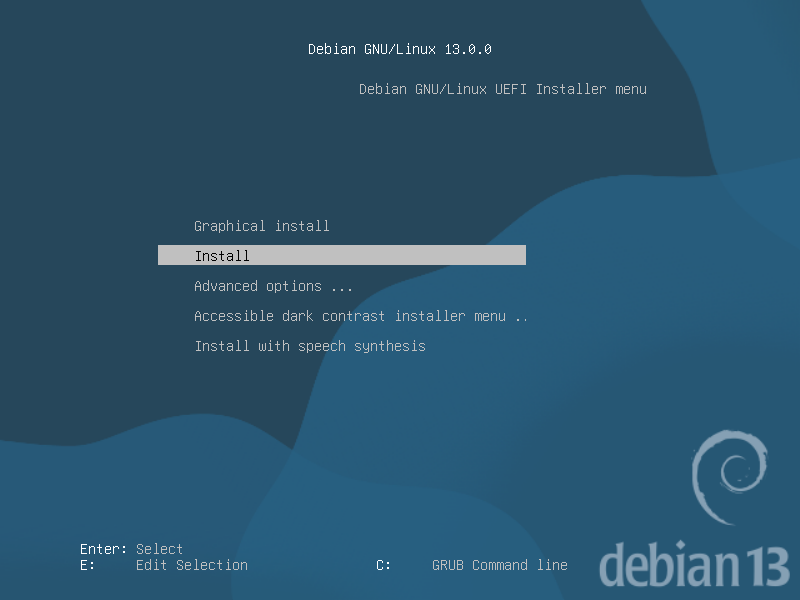 Debian GNU/Linux 13.0.0
Debian GNU/Linux UEFI Installer menu
Graphical install
Install
Advanced options ...
Accessible dark contrast installer menu ..
Install with speech synthesis
Enter: Select
E: Edit Selection C: GRUB Command line
debian 13